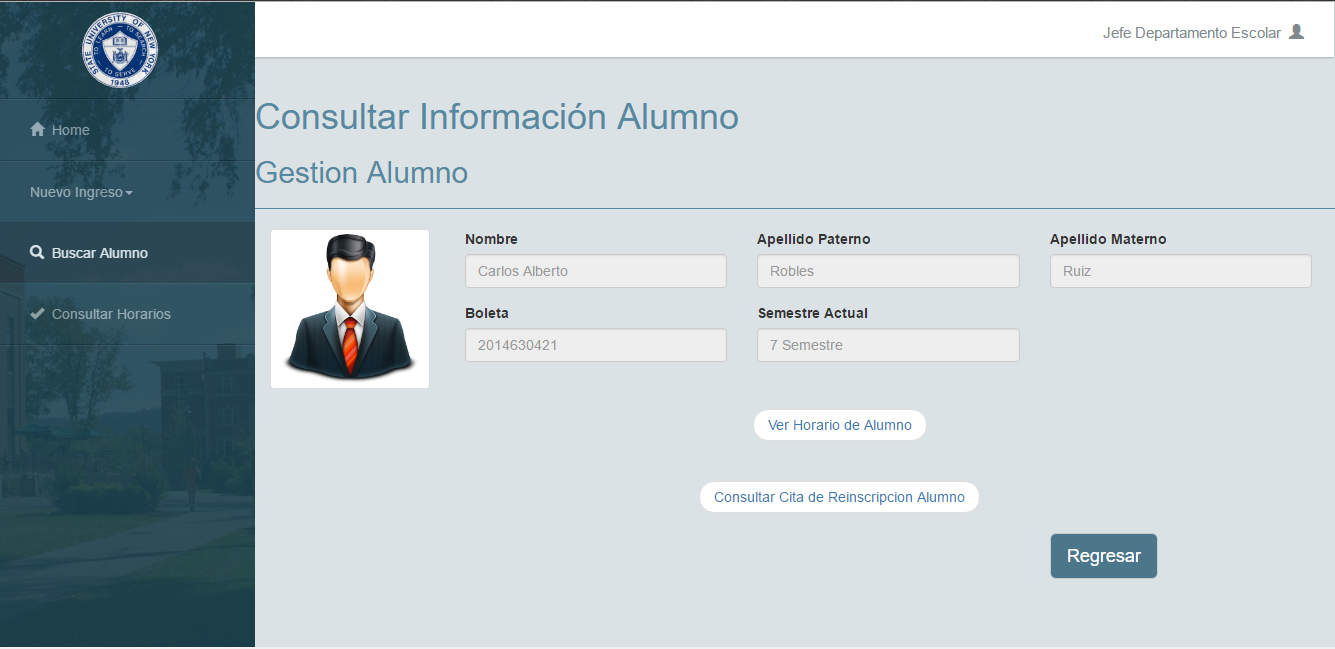 STATE UNIVERSITY OF NEW YORK
TO LEARN TO SEARCH
TO SERVE
1948
Jefe Departamento Escolar
Home
Nuevo Ingreso
Buscar Alumno
Consultar Horarios
Consultar Información Alumno
Gestion Alumno
Nombre Apellido Paterno Apellido Materno
Carlos Alberto Robles Ruiz
Boleta Semestre Actual
2014630421 7 Semestre
Ver Horario de Alumno
Consultar Cita de Reinscripcion Alumno
Regresar